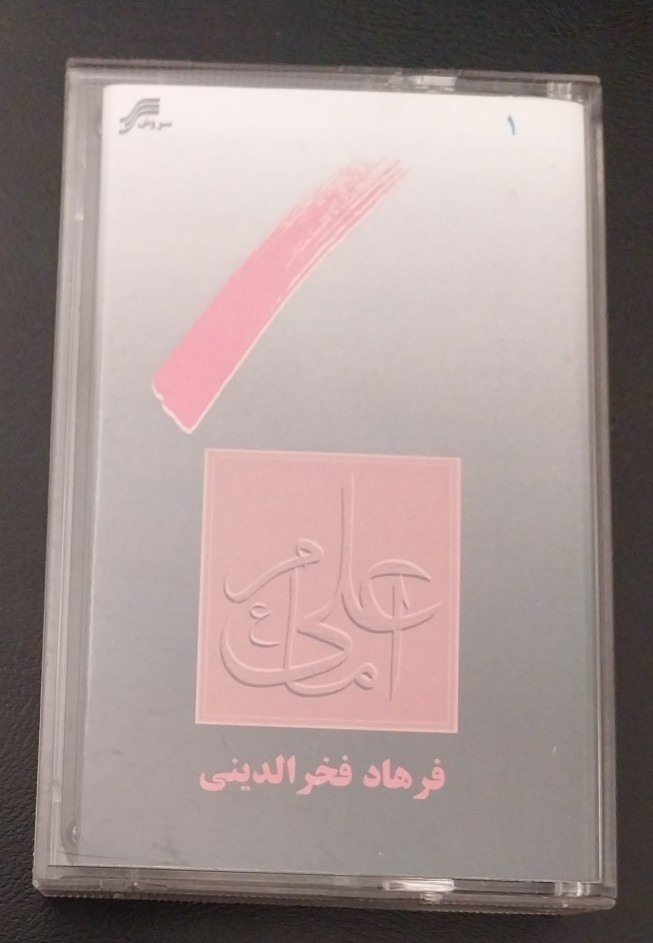 سروش
۱
امام علی ع
فرهاد فخرالدینی